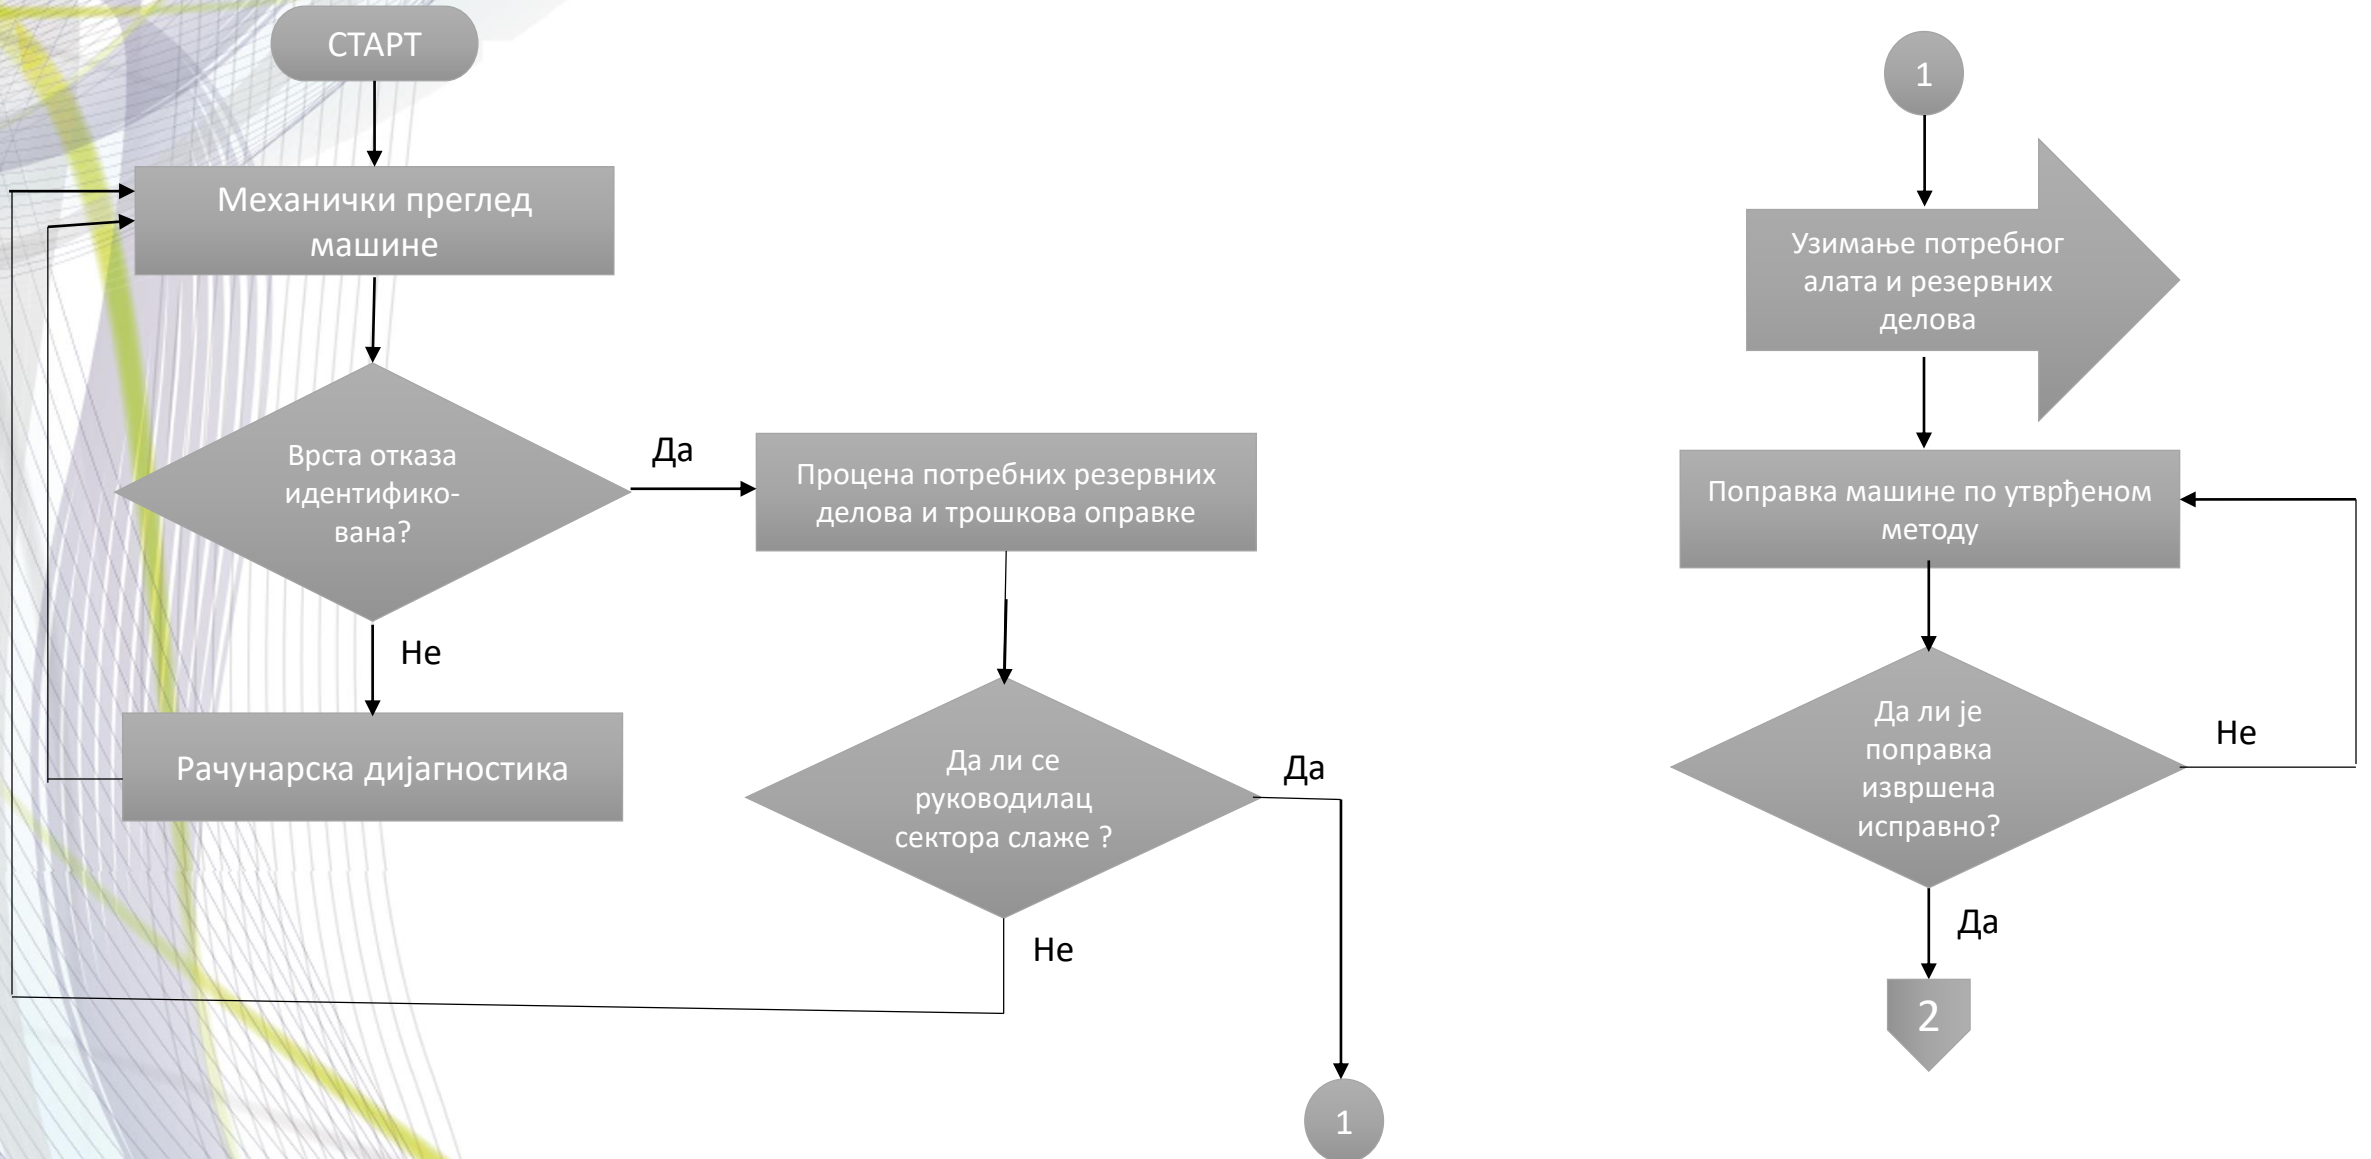 СТАРТ
Механички преглед
машине
Врста отказа
идентифико-
вана?
Да
Процена потребних резервних
делова и трошкова оправке
Не
Рачунарска дијагностика
Да ли се
руководилац
сектора слаже ?
Да
Не
1
1
Узимање потребног
алата и резервних
делова
Поправка машине по утврђеном
методу
Да ли је
поправка
извршена
исправно?
Не
Да
2